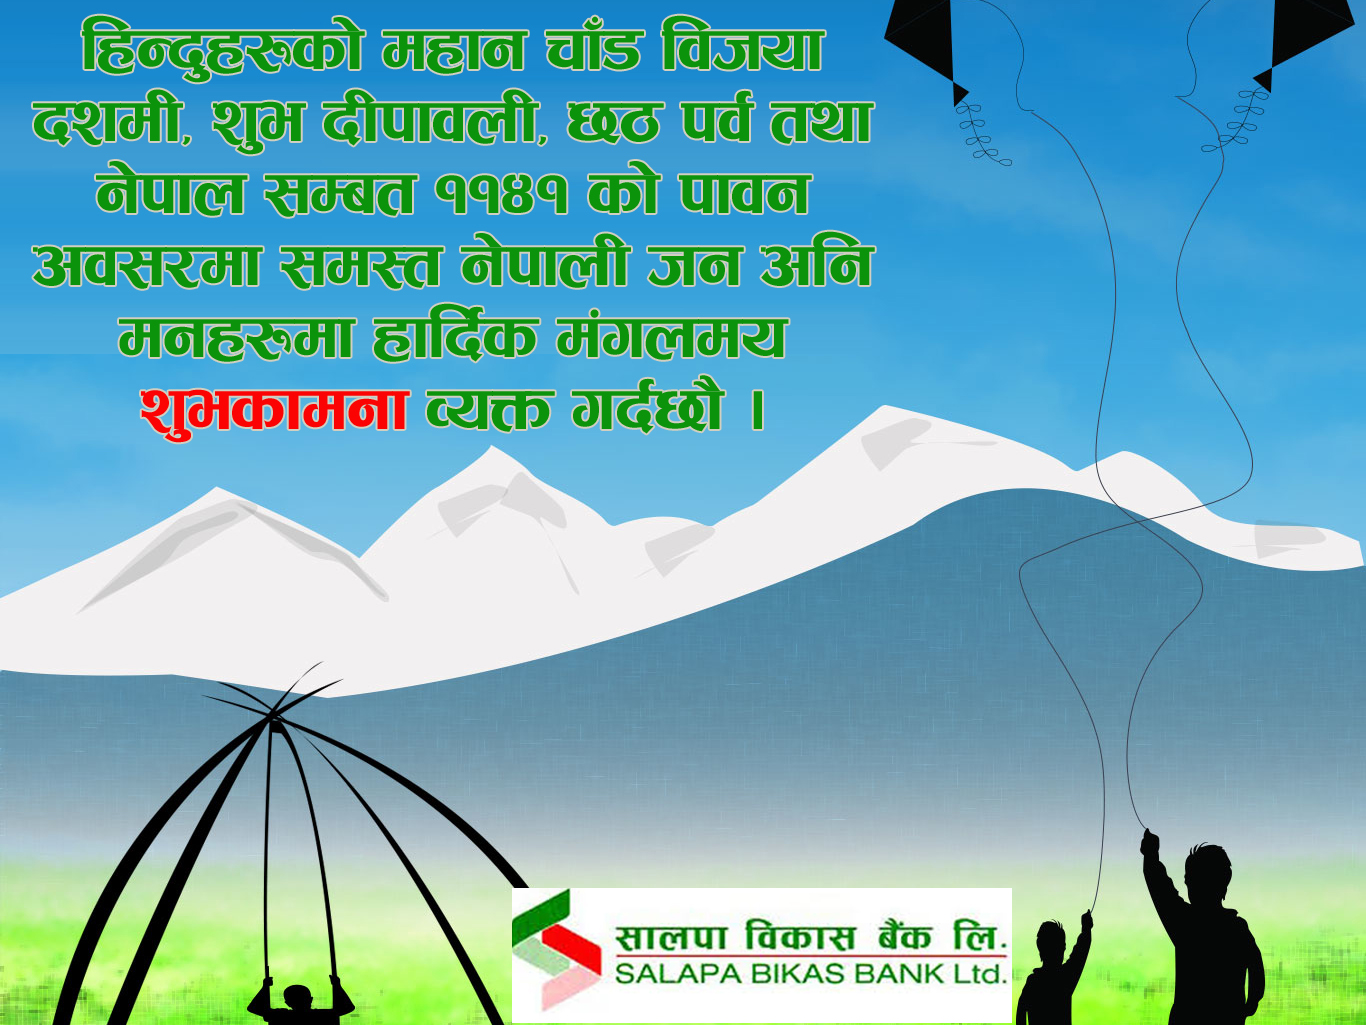 हिन्दुहरुको महान चाँड विजया
दशमी, शुभ दीपावली, छठ पर्व तथा
नेपाल सम्बत ११४१ को पावन
अवसरमा समस्त नेपाली जन अनि
मनहरुमा हार्दिक मंगलमय
शुभकामना व्यक्त गर्दछौ ।
सालपा विकास बैंक लि.
SALAPA BIKAS BANK Ltd.